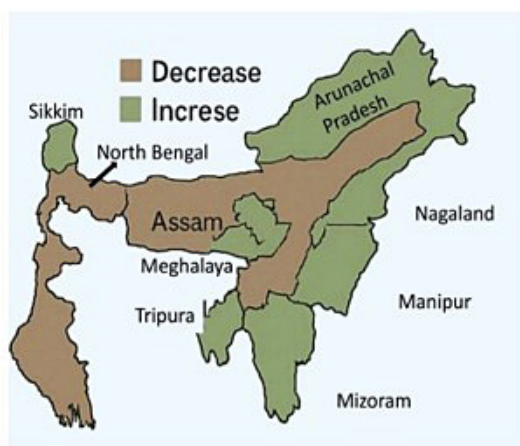 Decrease
Increse
Sikkim
North Bengal
Arunachal
Pradesh
Assam
Nagaland
Meghalaya
Tripura
Manipur
Mizoram